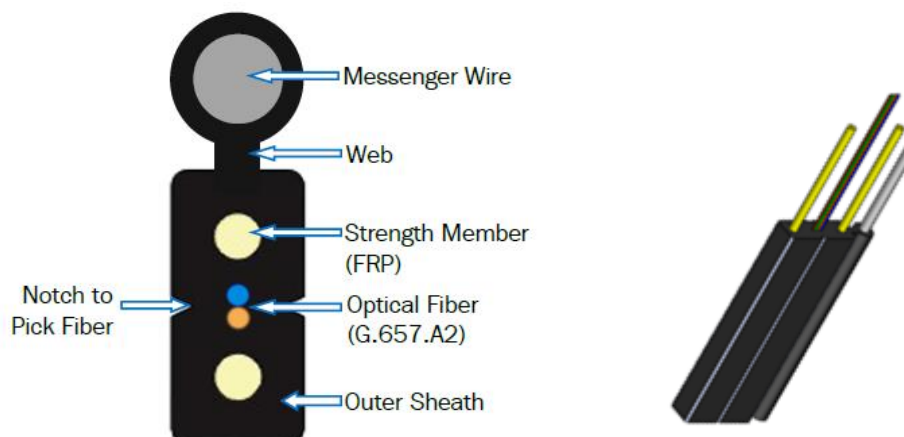 Messenger Wire
Web
Strength Member
(FRP)
Notch to
Pick Fiber
Optical Fiber
(G.657.A2)
Outer Sheath